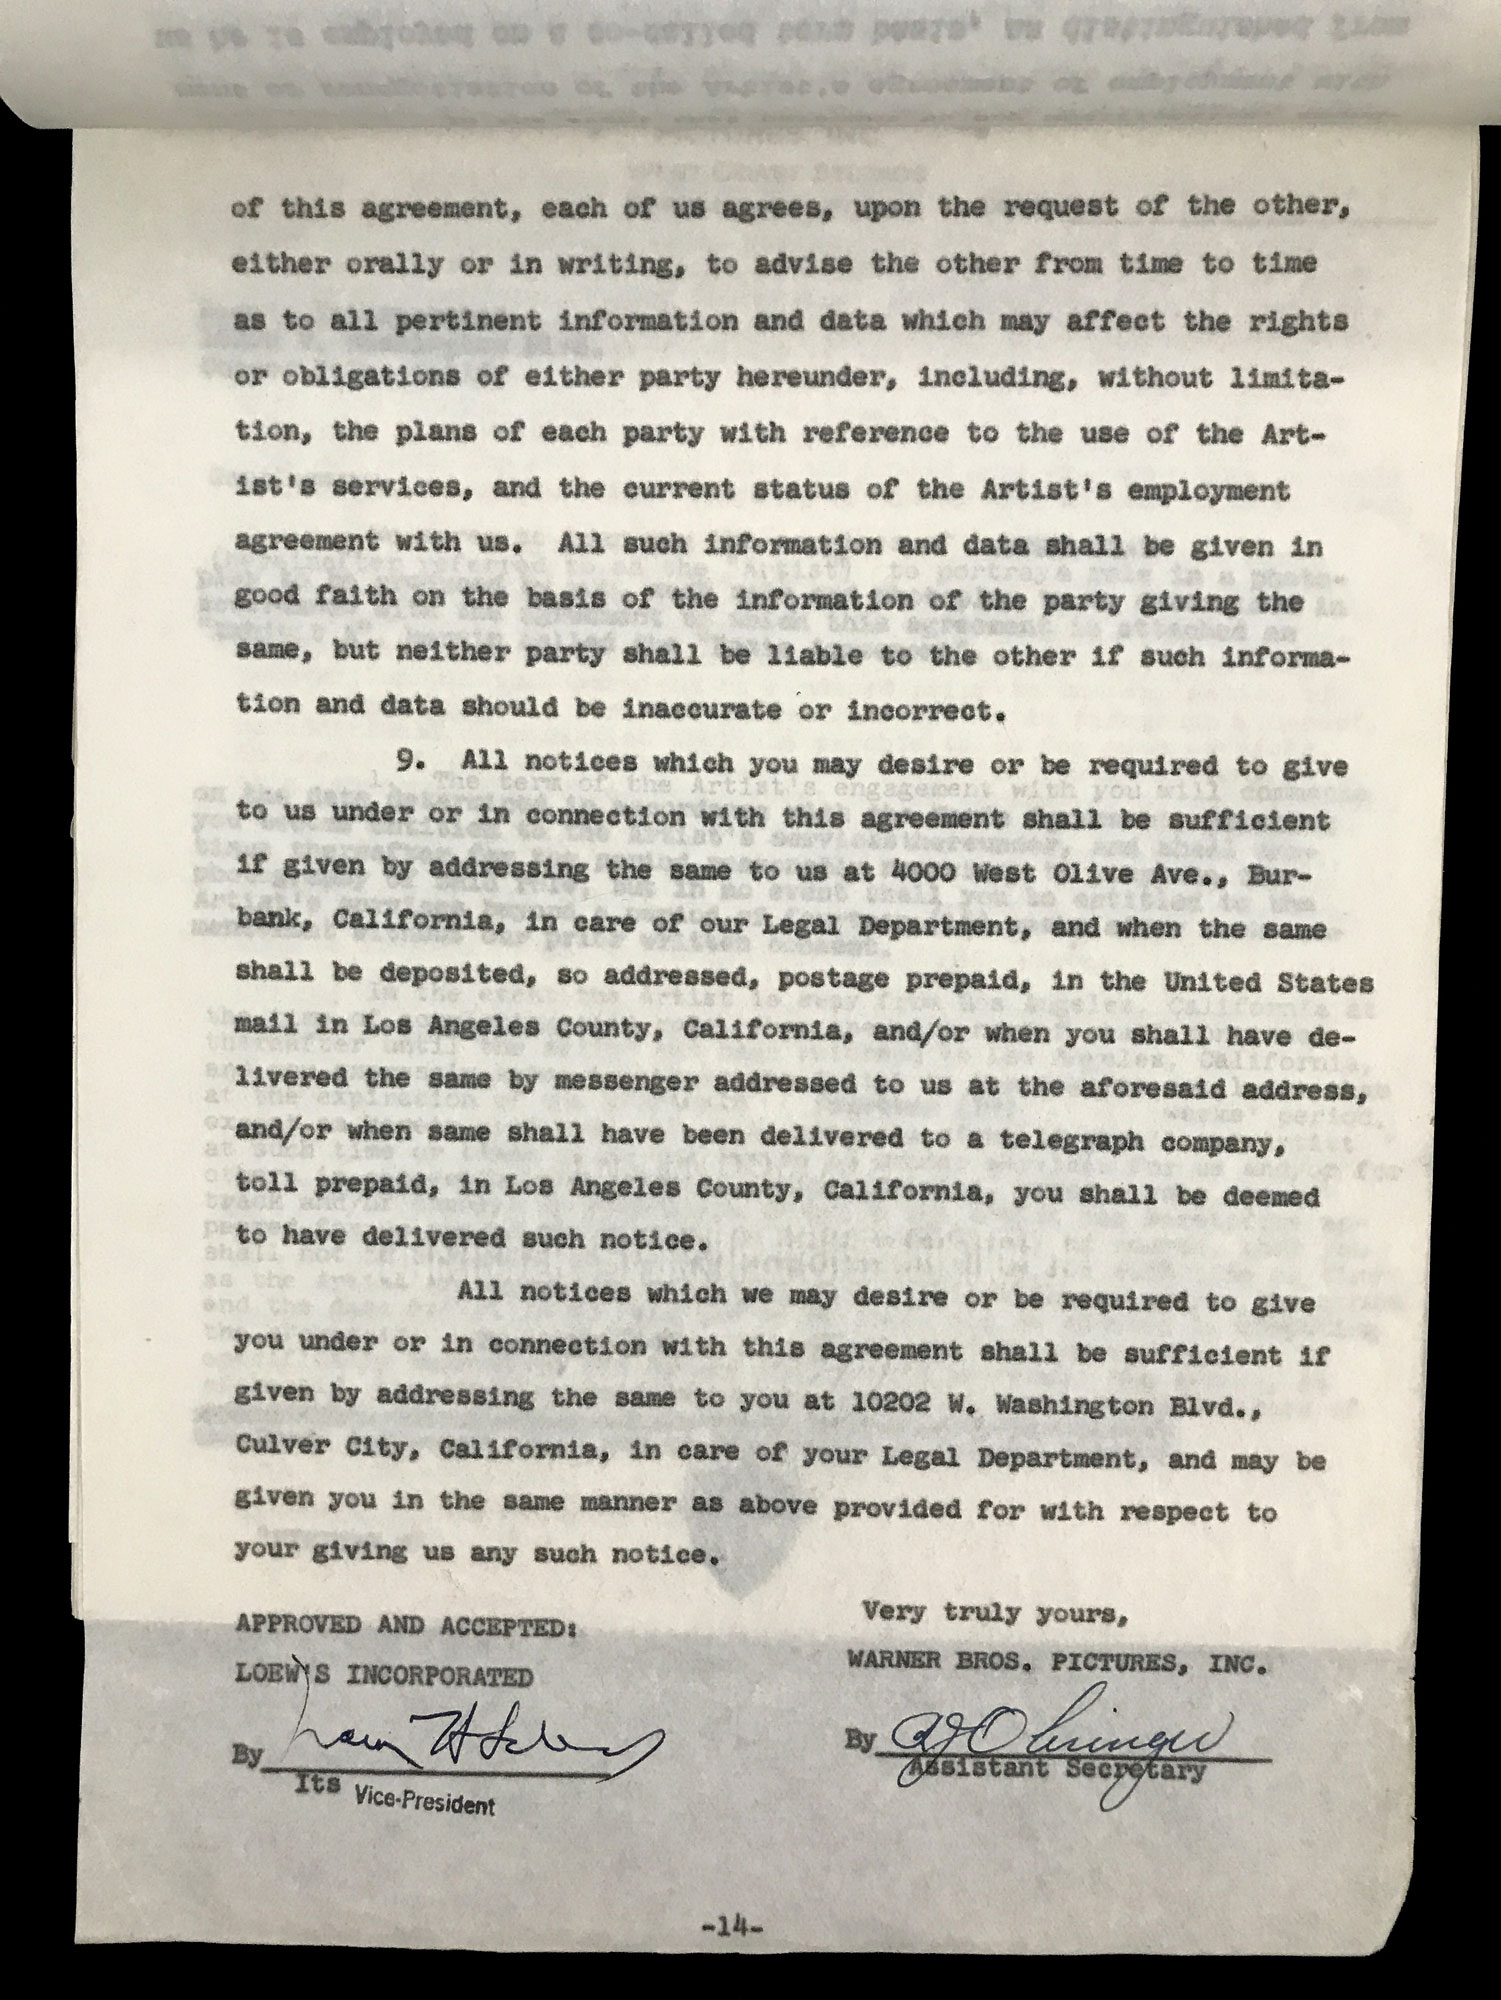 of this agreement, each of us agrees, upon the request of the other,
either orally or in writing, to advise the other from time to time
as to all pertinent information and data which may affect the rights
or obligations of either party hereunder, including, without limita-
tion, the plans of each party with reference to the use of the Art-
ist's services, and the current status of the Artist's employment
agreement with us. All such information and data shall be given in
good faith on the basis of the information of the party giving the
same, but neither party shall be liable to the other if such informa-
tion and data should be inaccurate or incorrect.
9. All notices which you may desire or be required to give
to us under or in connection with this agreement shall be sufficient
if given by addressing the same to us at 4000 West Olive Ave., Bur-
bank, California, in care of our Legal Department, and when the same
shall be deposited, so addressed, postage prepaid, in the United States
mail in Los Angeles County, California, and/or when you shall have de-
livered the same by messenger addressed to us at the aforesaid address,
and/or when same shall have been delivered to a telegraph company,
toll prepaid, in Los Angeles County, California, you shall be deemed
to have delivered such notice.
All notices which we may desire or be required to give
you under or in connection with this agreement shall be sufficient if
given by addressing the same to you at 10202 W. Washington Blvd.,
Culver City, California, in care of your Legal Department, and may be
given you in the same manner as above provided for with respect to
your giving us any such notice.
APPROVED AND ACCEPTED:
Very truly yours,
LOEW'S INCORPORATED
WARNER BROS. PICTURES, INC.
By
By
Its Vice-President
Assistant Secretary
-14-